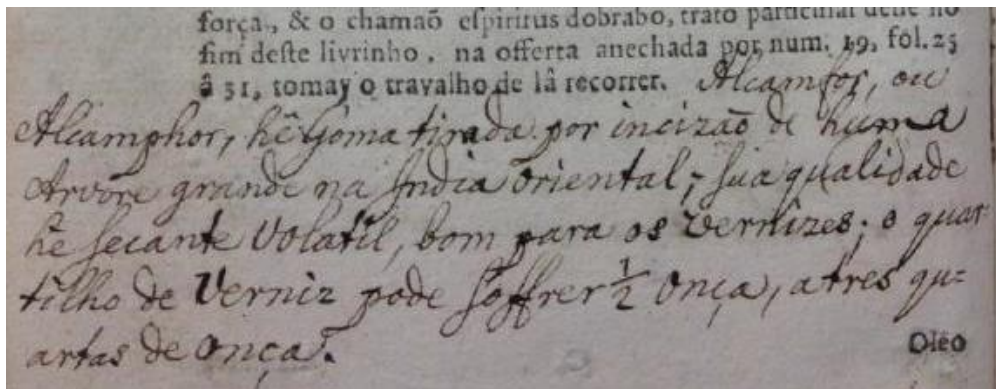 força, & o chamaõ eſpiritus dobrabo, trato particular delle no
fim deſte livrinho, na offerta anechada por num. 19, fol. 25
â 31, tomay o travalho de lâ recorrer. Alcamfor, ou
Alcamphor, hê Goma tirada por incizaõ de huma
Arvore grande na India Oriental; ſua qualidade
hê ſecante Volatil, bom para os Vernizes; o quar
tilho de Verniz pode ſoffrer ½ Onça, a tres qu=
artas de Onça.
Oleo